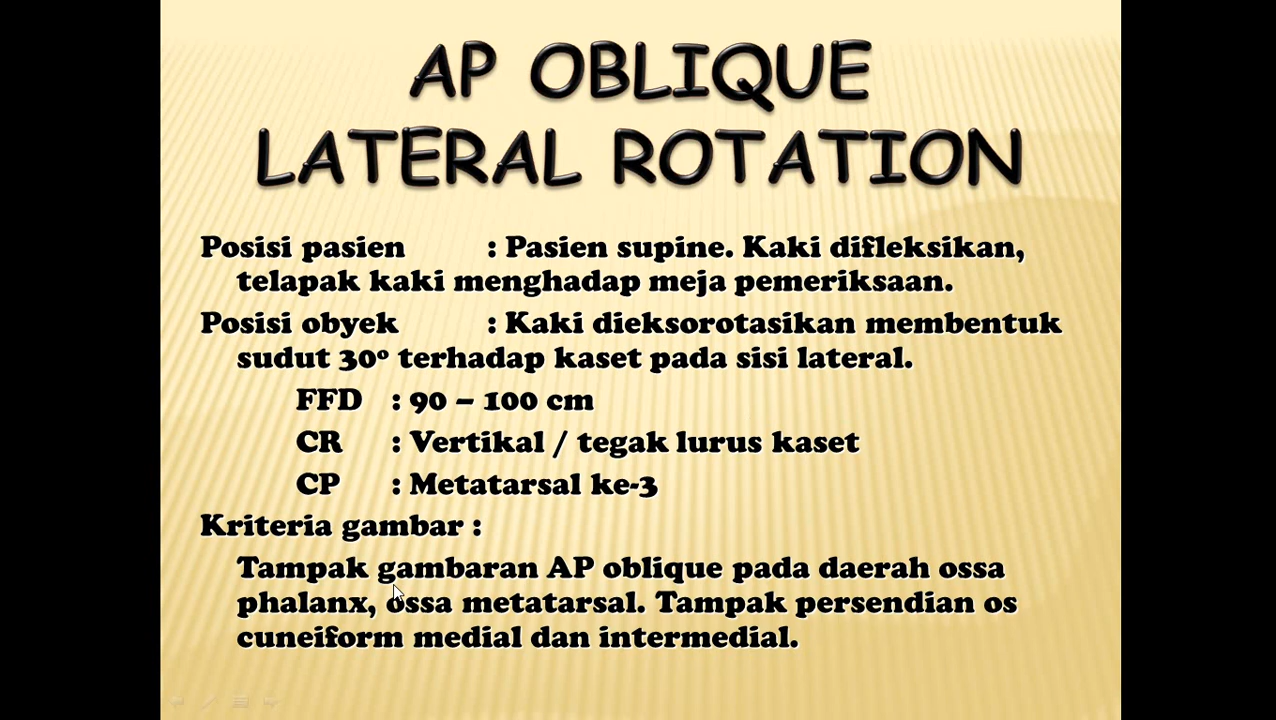 AP OBLIQUE
LATERAL ROTATION
Posisi pasien : Pasien supine. Kaki difleksikan,
telapak kaki menghadap meja pemeriksaan.
Posisi obyek : Kaki dieksorotasikan membentuk
sudut 30º terhadap kaset pada sisi lateral.
FFD : 90 – 100 cm
CR : Vertikal / tegak lurus kaset
CP : Metatarsal ke-3
Kriteria gambar :
Tampak gambaran AP oblique pada daerah ossa
phalanx, ossa metatarsal. Tampak persendian os
cuneiform medial dan intermedial.